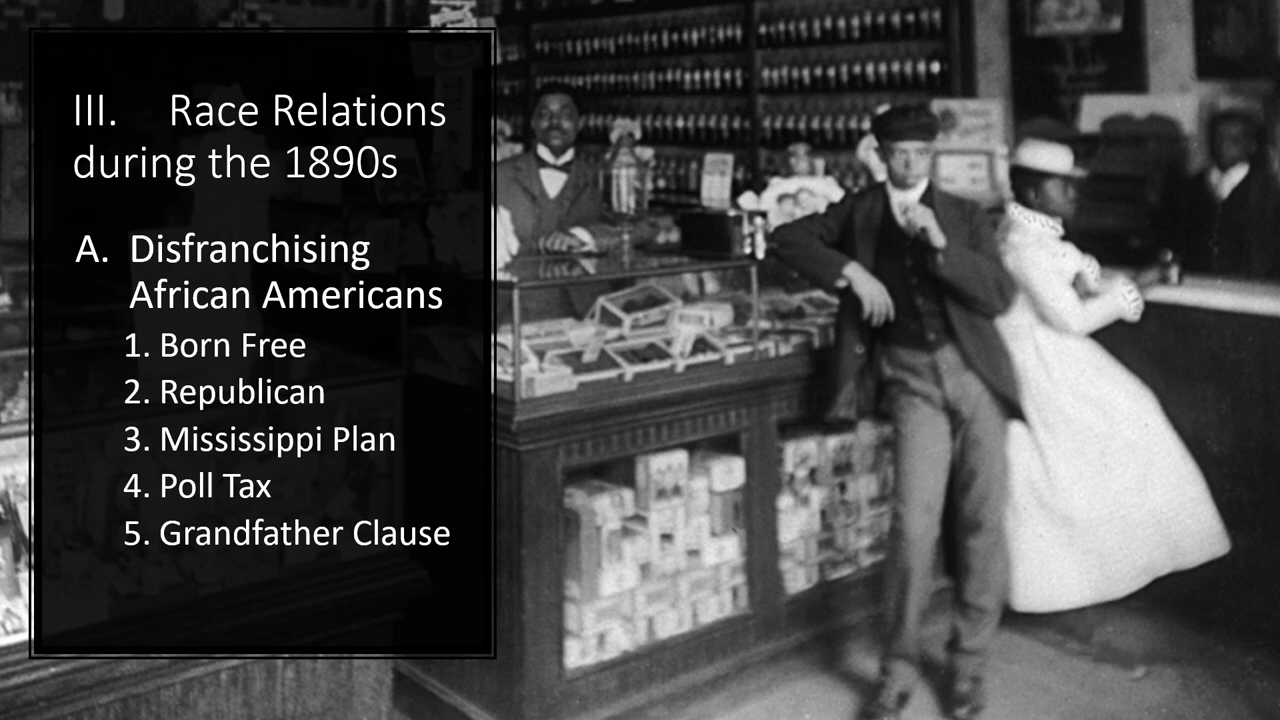 III. Race Relations
during the 1890s
A. Disfranchising
African Americans
1. Born Free
2. Republican
3. Mississippi Plan
4. Poll Tax
5. Grandfather Clause